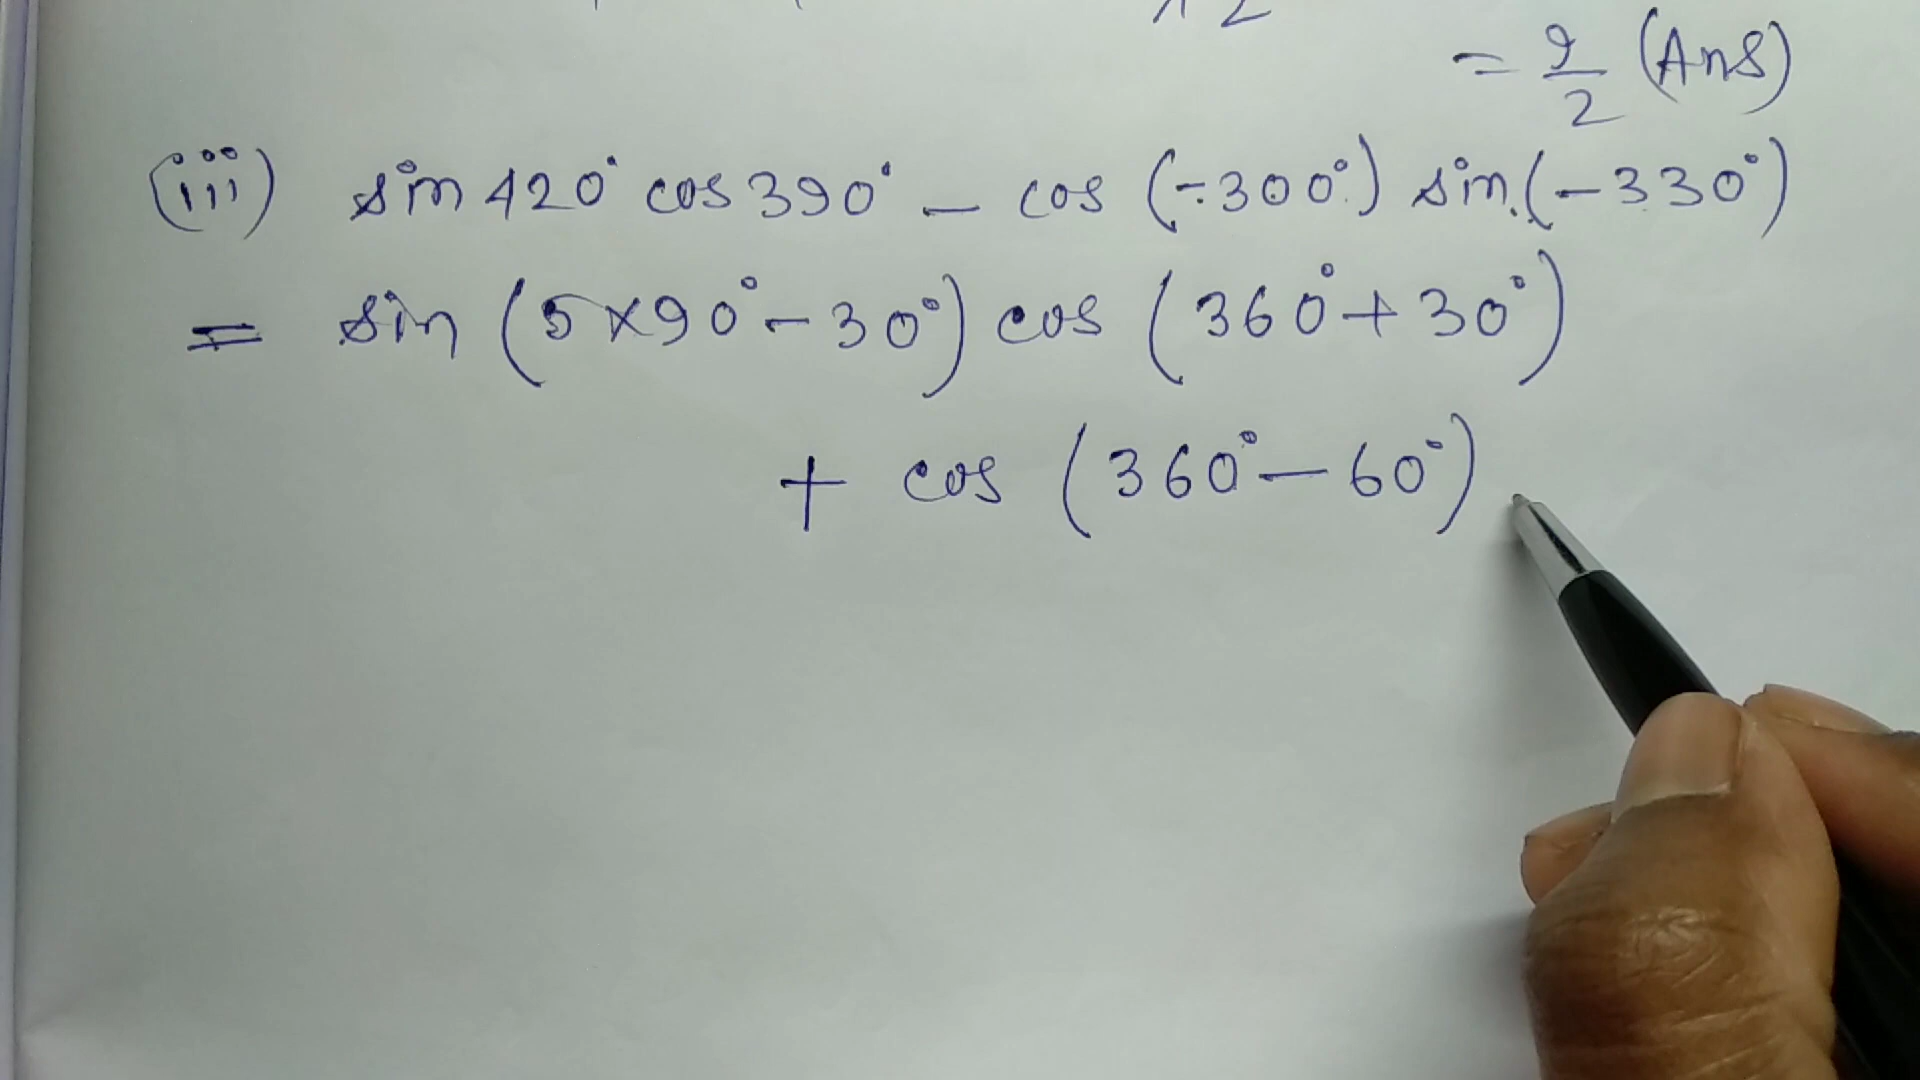 = 9/2 (Ans)
(iii) sin 420° cos 390° - cos (-300°) sin (-330°)
= sin (5×90° - 30°) cos (360° + 30°)
+ cos (360° - 60°)